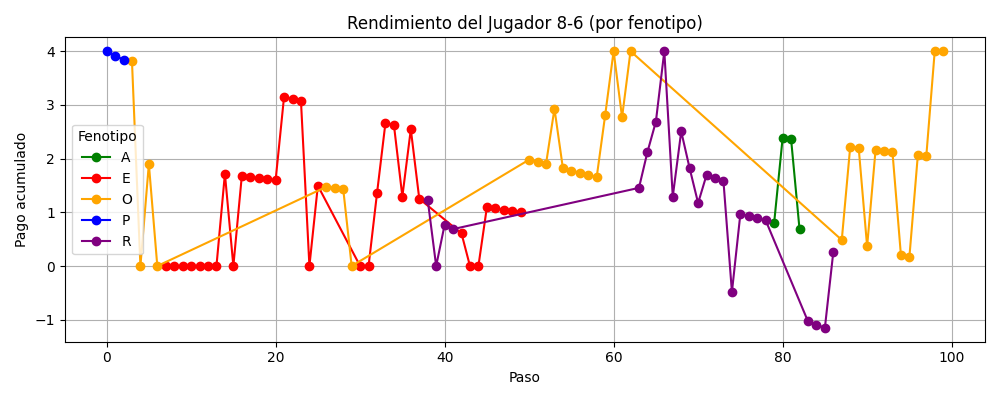 Rendimiento del Jugador 8-6 (por fenotipo)
Pago acumulado
4
3
2
1
0
−1
Fenotipo
A
E
O
P
R
0 20 40 60 80 100
Paso